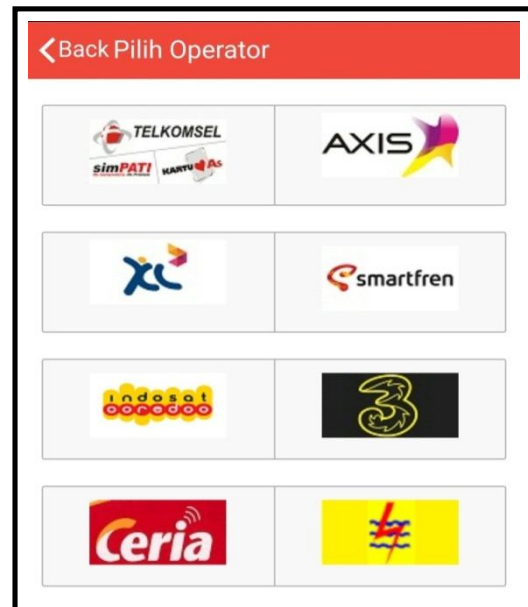 Back Pilih Operator
TELKOMSEL
simPATI KARTU As
AXIS
XL
smartfren
indosat
ooredoo
3
Ceria